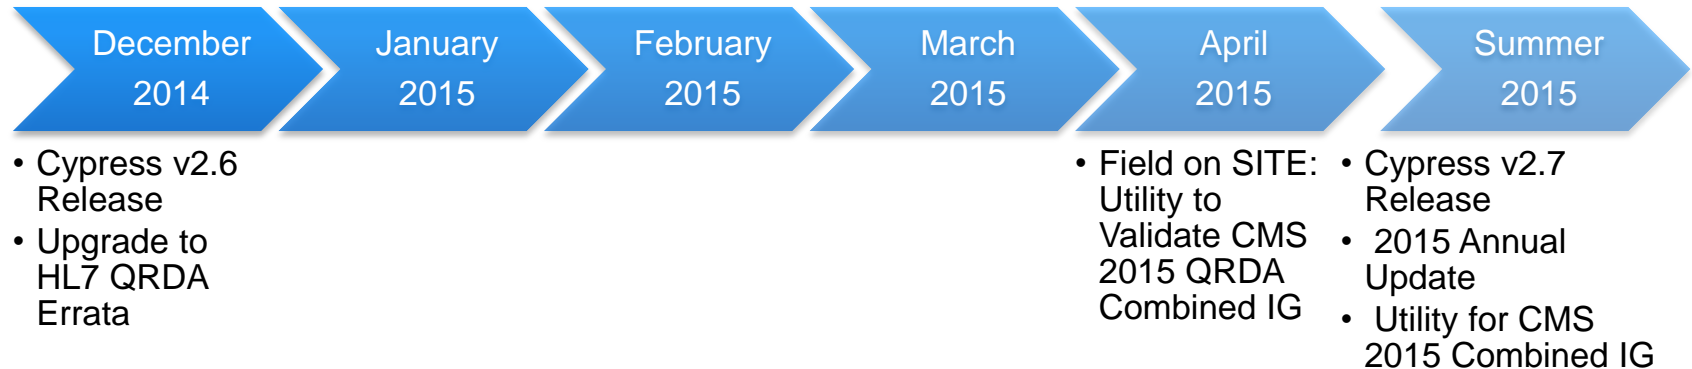 December
2014
January
2015
February
2015
March
2015
April
2015
Summer
2015
• Cypress v2.6
Release
• Upgrade to
HL7 QRDA
Errata
• Field on SITE:
Utility to
Validate CMS
2015 QRDA
Combined IG
• Cypress v2.7
Release
• 2015 Annual
Update
• Utility for CMS
2015 Combined IG